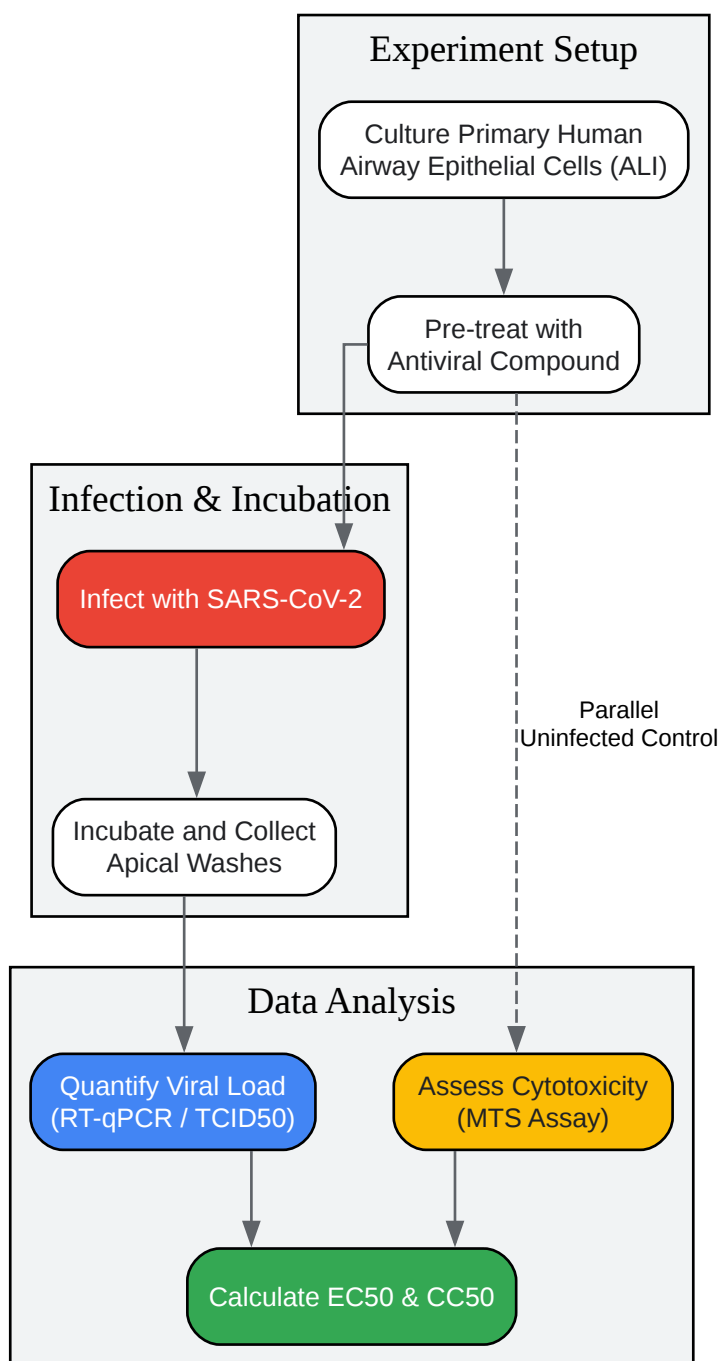 Experiment Setup
Culture Primary Human
Airway Epithelial Cells (ALI)
Pre-treat with
Antiviral Compound
Infection & Incubation
Infect with SARS-CoV-2
Parallel
Uninfected Control
Incubate and Collect
Apical Washes
Data Analysis
Quantify Viral Load
(RT-qPCR / TCID50)
Assess Cytotoxicity
(MTS Assay)
Calculate EC50 & CC50